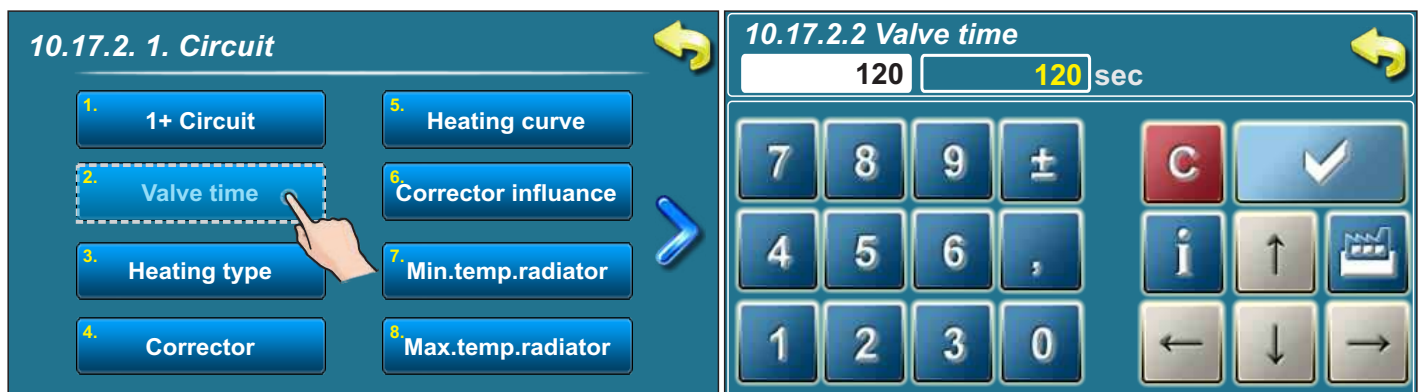 10.17.2. 1. Circuit
1. 1+ Circuit
2. Valve time
3. Heating type
4. Corrector
5. Heating curve
6. Corrector influance
7. Min.temp.radiator
8. Max.temp.radiator
10.17.2.2 Valve time
120 120 sec
7 8 9 ± C
4 5 6 , i
1 2 3 0